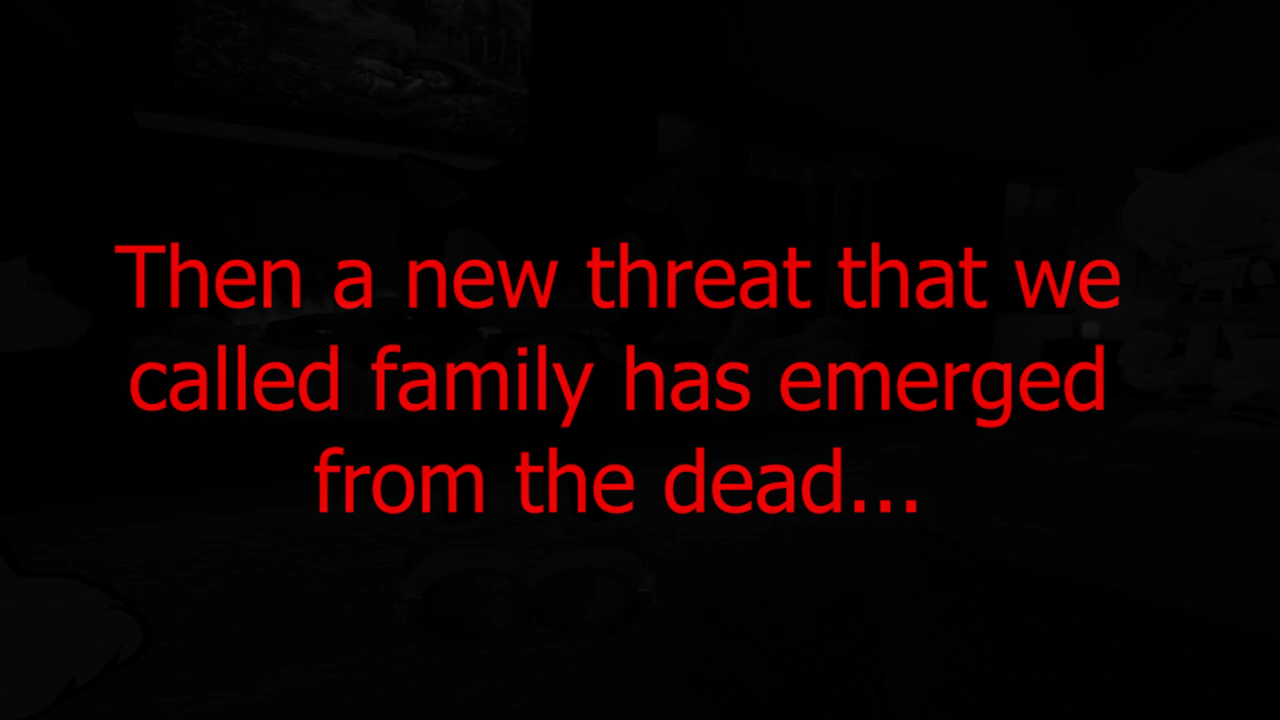 Then a new threat that we
called family has emerged
from the dead...